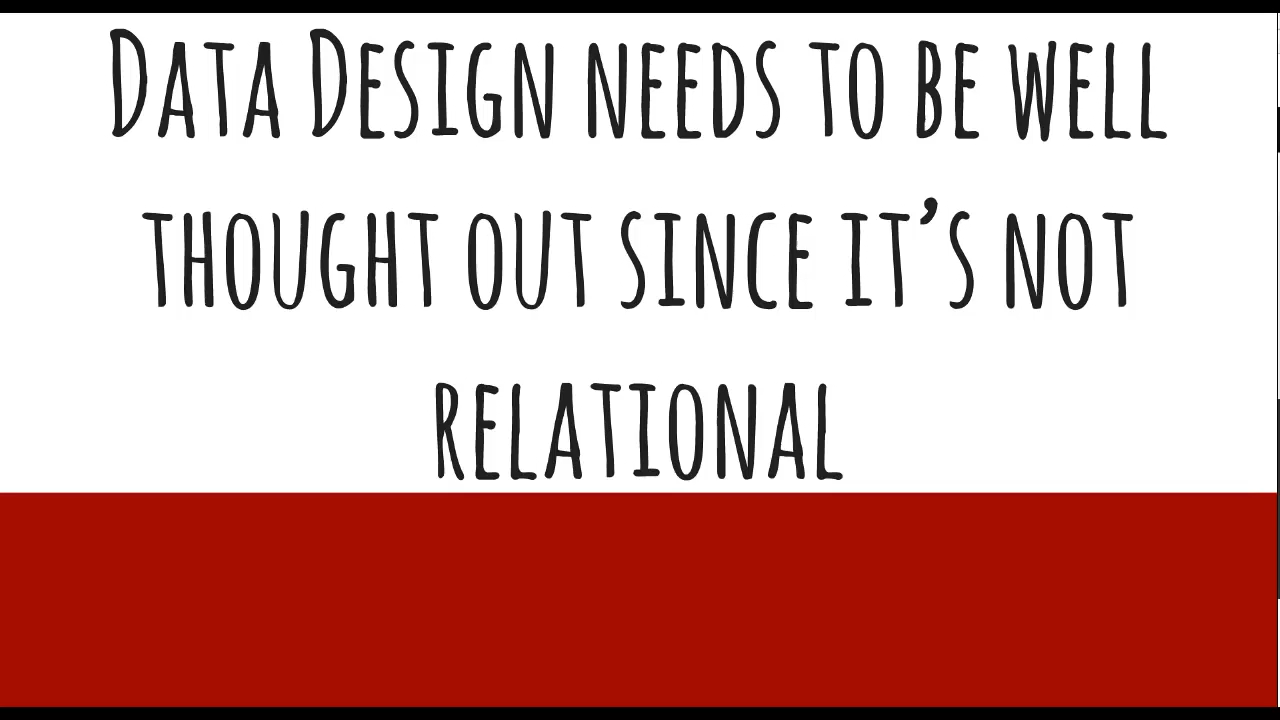 Data Design needs to be well
thought out since it’s not
relational